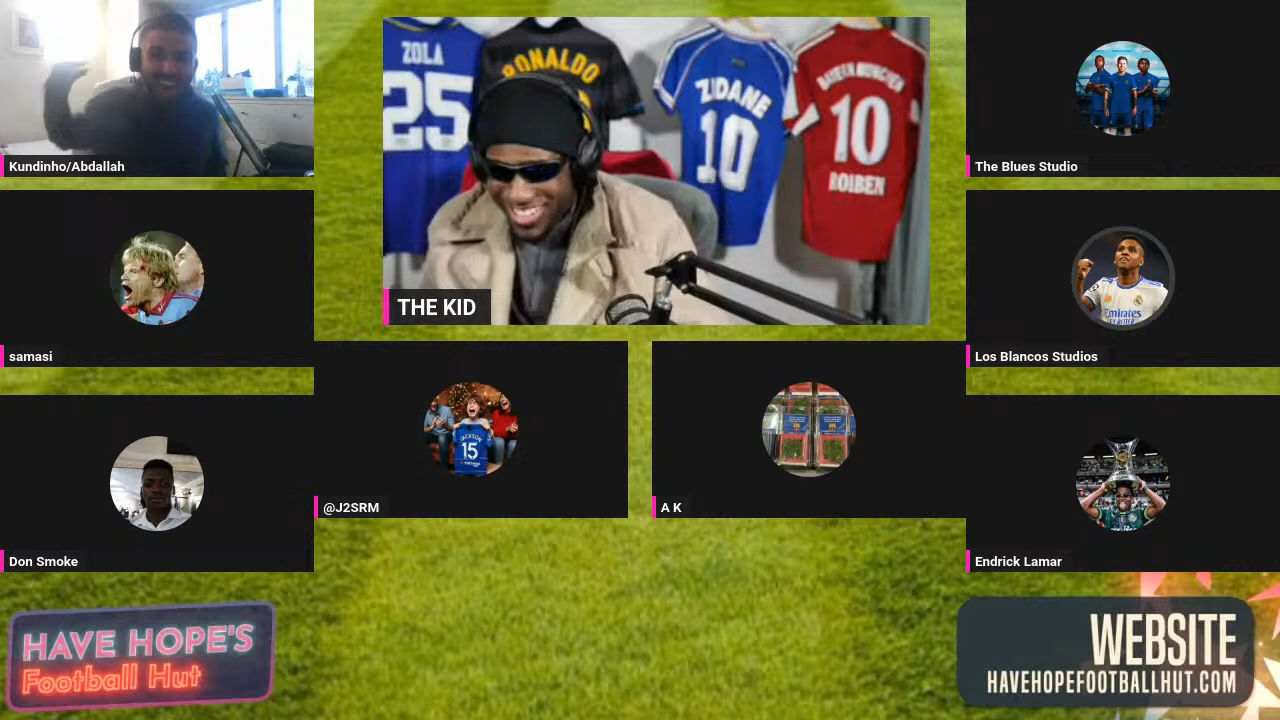 Kundinho/Abdallah
ZOLA
25
RONALDO
ZIDANE
10
BAYERN MUNCHEN
10
ROBBEN
THE KID
The Blues Studio
samasi
Emirates
Los Blancos Studios
JACKSON
15
@J2SRM
A K
Don Smoke
Endrick Lamar
HAVE HOPE'S
Football Hut
WEBSITE
HAVEHOPEFOOTBALLHUT.COM